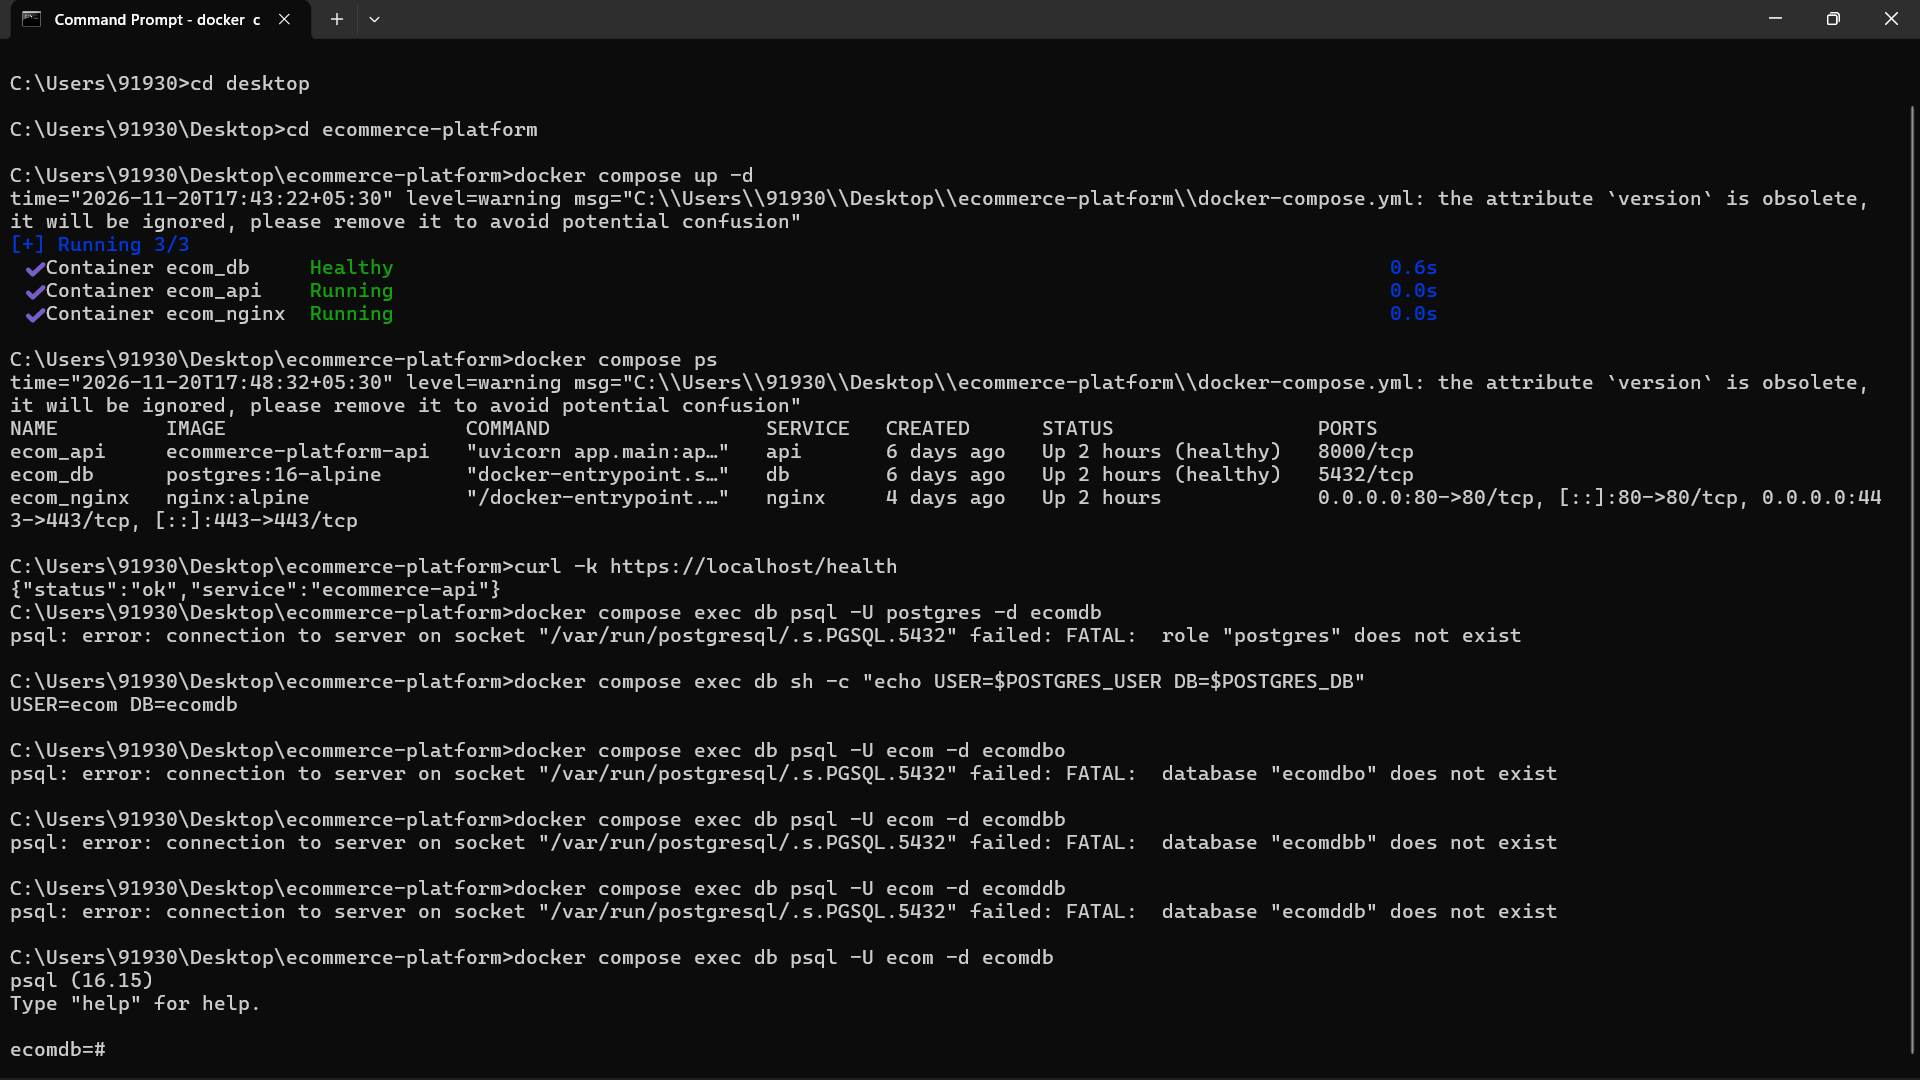 Command Prompt - docker c
C:\Users\91930>cd desktop
C:\Users\91930\Desktop>cd ecommerce-platform
C:\Users\91930\Desktop\ecommerce-platform>docker compose up -d
time="2026-11-20T17:43:22+05:30" level=warning msg="C:\\Users\\91930\\Desktop\\ecommerce-platform\\docker-compose.yml: the attribute `version` is obsolete,
it will be ignored, please remove it to avoid potential confusion"
[+] Running 3/3
✔Container ecom_db     Healthy     0.6s
✔Container ecom_api    Running     0.0s
✔Container ecom_nginx  Running     0.0s
C:\Users\91930\Desktop\ecommerce-platform>docker compose ps
time="2026-11-20T17:48:32+05:30" level=warning msg="C:\\Users\\91930\\Desktop\\ecommerce-platform\\docker-compose.yml: the attribute `version` is obsolete,
it will be ignored, please remove it to avoid potential confusion"
NAME         IMAGE                    COMMAND                  SERVICE   CREATED      STATUS                 PORTS
ecom_api     ecommerce-platform-api   "uvicorn app.main:ap…"   api       6 days ago   Up 2 hours (healthy)   8000/tcp
ecom_db      postgres:16-alpine       "docker-entrypoint.s…"   db        6 days ago   Up 2 hours (healthy)   5432/tcp
ecom_nginx   nginx:alpine             "/docker-entrypoint.…"   nginx     4 days ago   Up 2 hours             0.0.0.0:80->80/tcp, [::]:80->80/tcp, 0.0.0.0:44
3->443/tcp, [::]:443->443/tcp
C:\Users\91930\Desktop\ecommerce-platform>curl -k https://localhost/health
{"status":"ok","service":"ecommerce-api"}
C:\Users\91930\Desktop\ecommerce-platform>docker compose exec db psql -U postgres -d ecomdb
psql: error: connection to server on socket "/var/run/postgresql/.s.PGSQL.5432" failed: FATAL:  role "postgres" does not exist
C:\Users\91930\Desktop\ecommerce-platform>docker compose exec db sh -c "echo USER=$POSTGRES_USER DB=$POSTGRES_DB"
USER=ecom DB=ecomdb
C:\Users\91930\Desktop\ecommerce-platform>docker compose exec db psql -U ecom -d ecomdbo
psql: error: connection to server on socket "/var/run/postgresql/.s.PGSQL.5432" failed: FATAL:  database "ecomdbo" does not exist
C:\Users\91930\Desktop\ecommerce-platform>docker compose exec db psql -U ecom -d ecomdbb
psql: error: connection to server on socket "/var/run/postgresql/.s.PGSQL.5432" failed: FATAL:  database "ecomdbb" does not exist
C:\Users\91930\Desktop\ecommerce-platform>docker compose exec db psql -U ecom -d ecomddb
psql: error: connection to server on socket "/var/run/postgresql/.s.PGSQL.5432" failed: FATAL:  database "ecomddb" does not exist
C:\Users\91930\Desktop\ecommerce-platform>docker compose exec db psql -U ecom -d ecomdb
psql (16.15)
Type "help" for help.
ecomdb=#